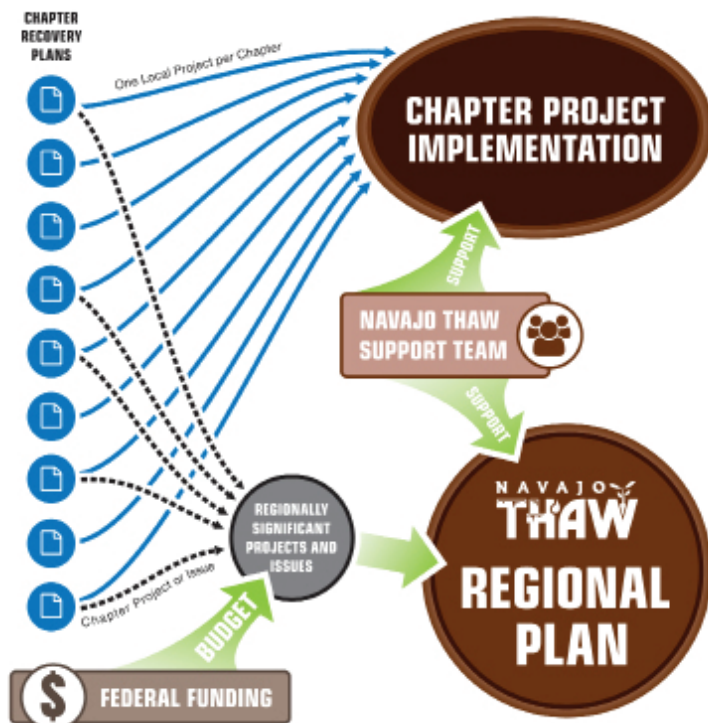 CHAPTER
RECOVERY
PLANS
One Local Project per Chapter
CHAPTER PROJECT
IMPLEMENTATION
SUPPORT
NAVAJO THAW
SUPPORT TEAM
SUPPORT
REGIONALLY
SIGNIFICANT
PROJECTS AND
ISSUES
NAVAJO
THAW
REGIONAL
PLAN
Chapter Project or Issue
BUDGET
$
FEDERAL FUNDING